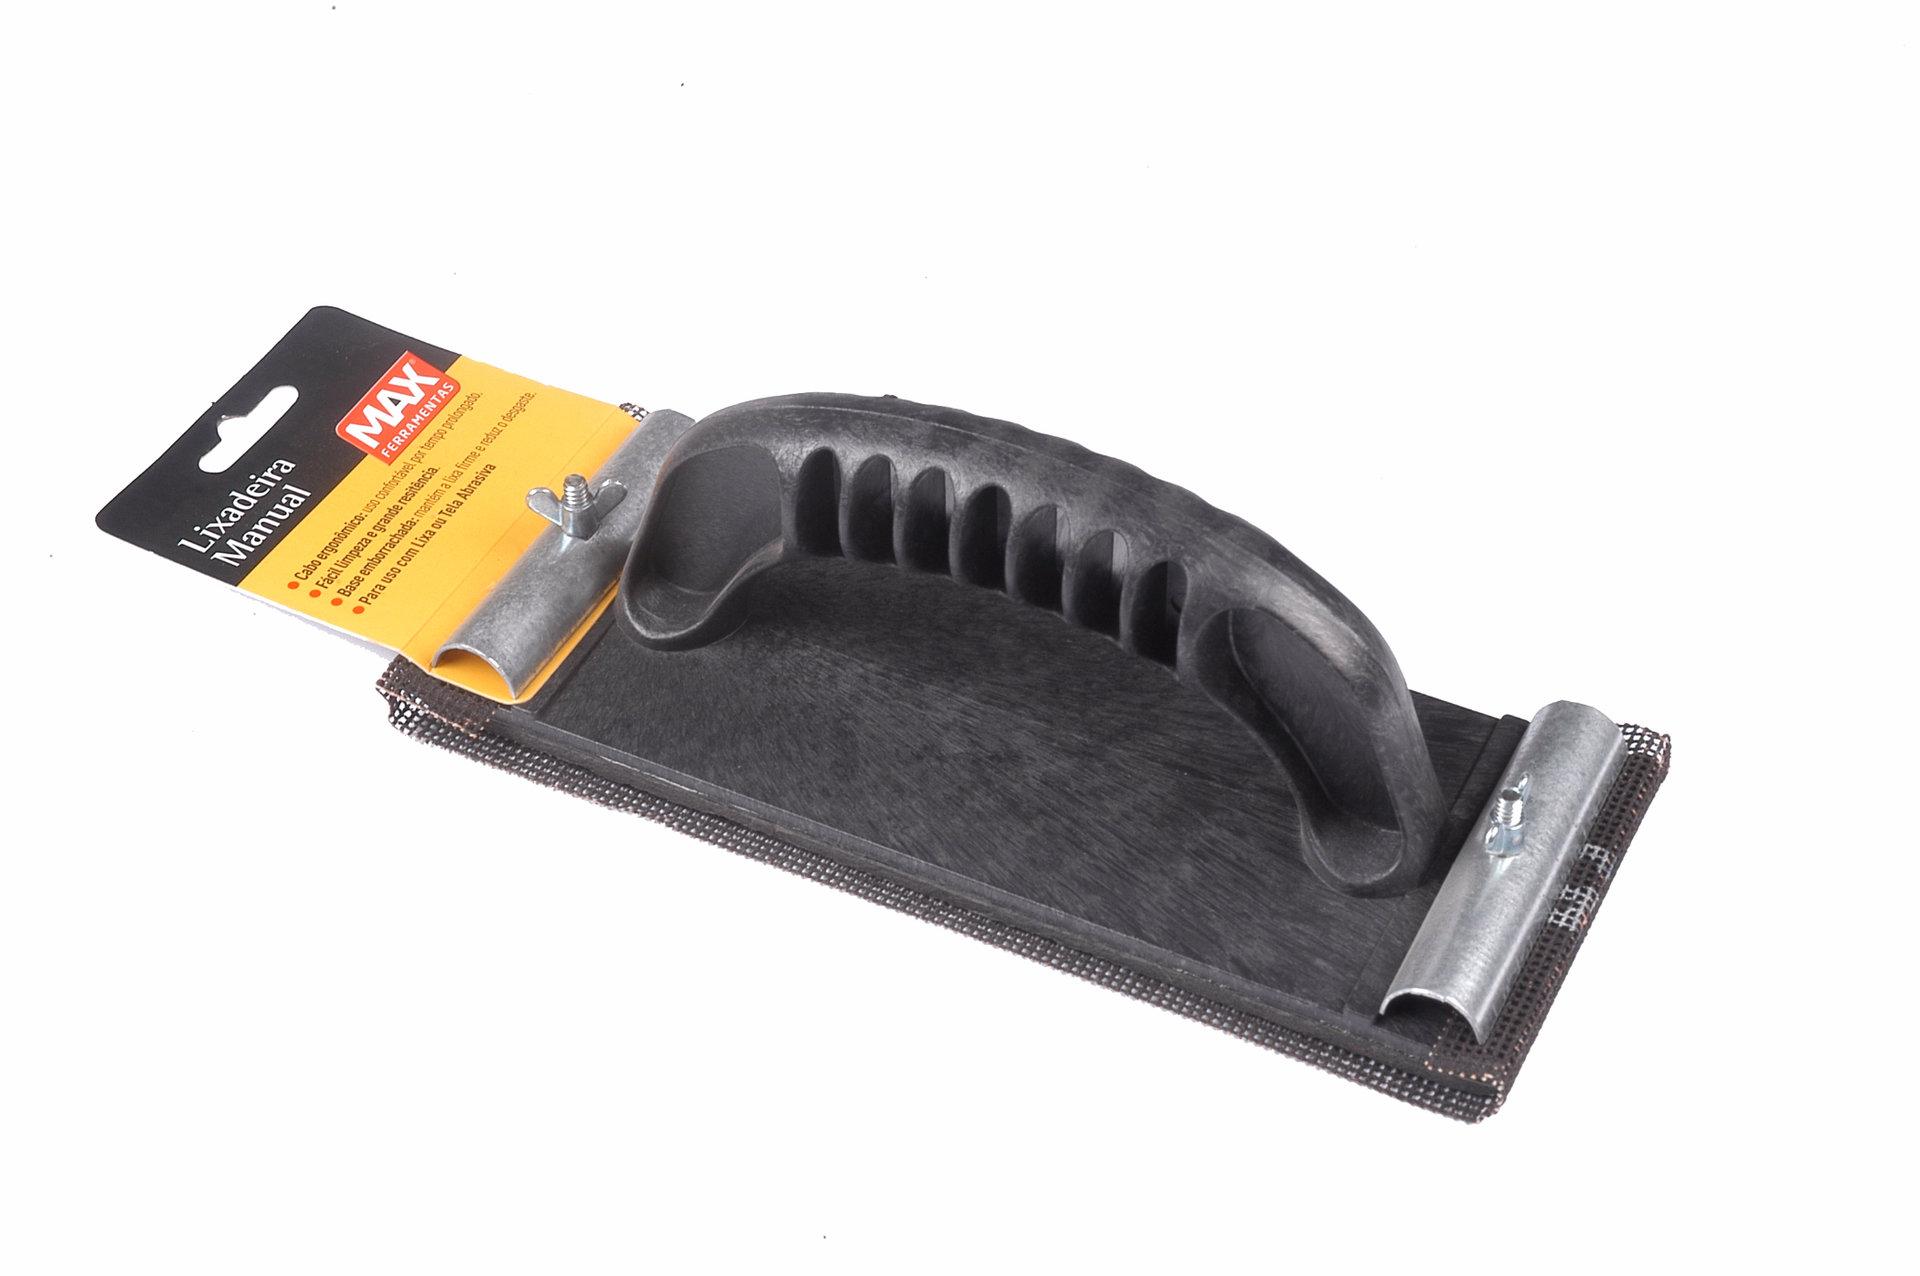 MAX®
FERRAMENTAS
Lixadeira
Manual
Cabo ergonômico: uso confortável por tempo prolongado.
Fácil limpeza e grande resitência.
Base emborrachada: mantém a lixa firme e reduz o desgaste.
Para uso com Lixa ou Tela Abrasiva